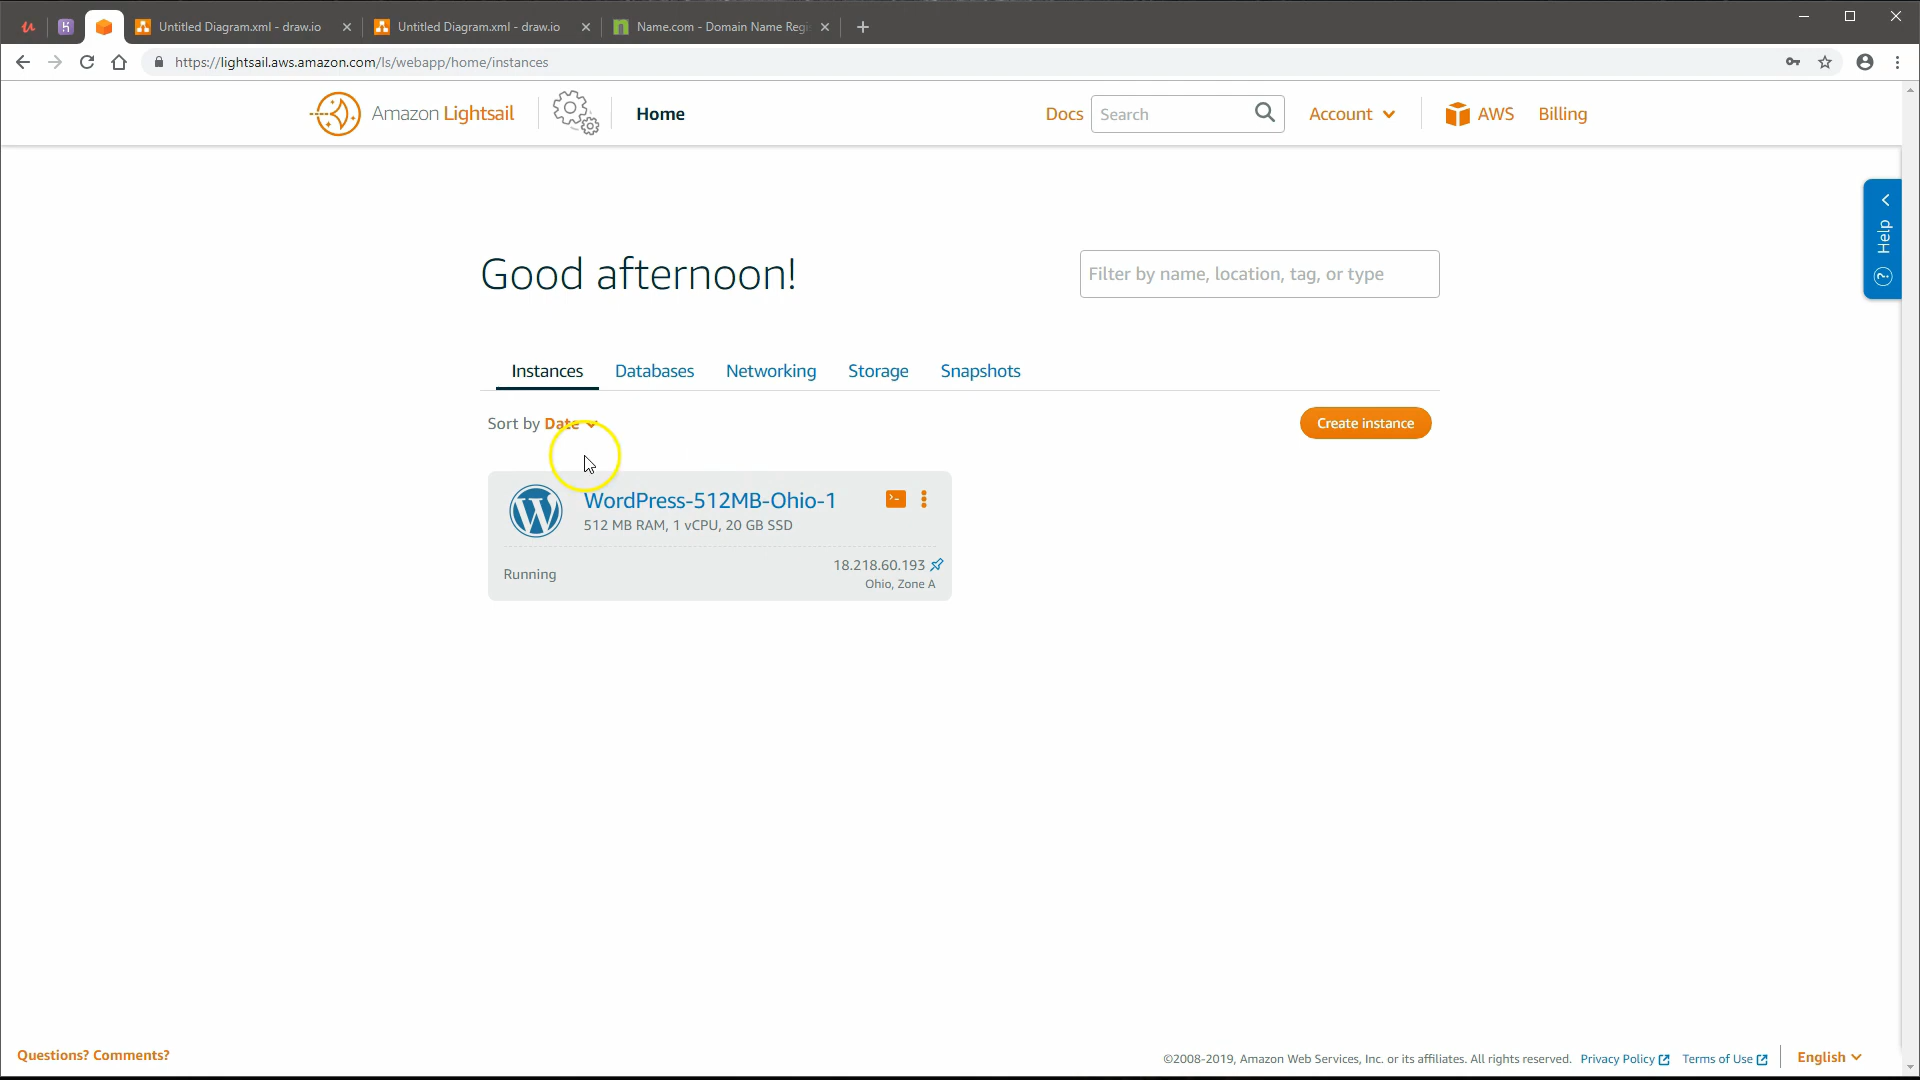 Untitled Diagram.xml - draw.io
Untitled Diagram.xml - draw.io
Name.com - Domain Name Regi
https://lightsail.aws.amazon.com/ls/webapp/home/instances
Amazon Lightsail
Home
Docs
Search
Account
AWS
Billing
Help
Good afternoon!
Filter by name, location, tag, or type
Instances
Databases
Networking
Storage
Snapshots
Sort by Date
Create instance
WordPress-512MB-Ohio-1
512 MB RAM, 1 vCPU, 20 GB SSD
Running
18.218.60.193
Ohio, Zone A
Questions? Comments?
©2008-2019, Amazon Web Services, Inc. or its affiliates. All rights reserved.
Privacy Policy
Terms of Use
English